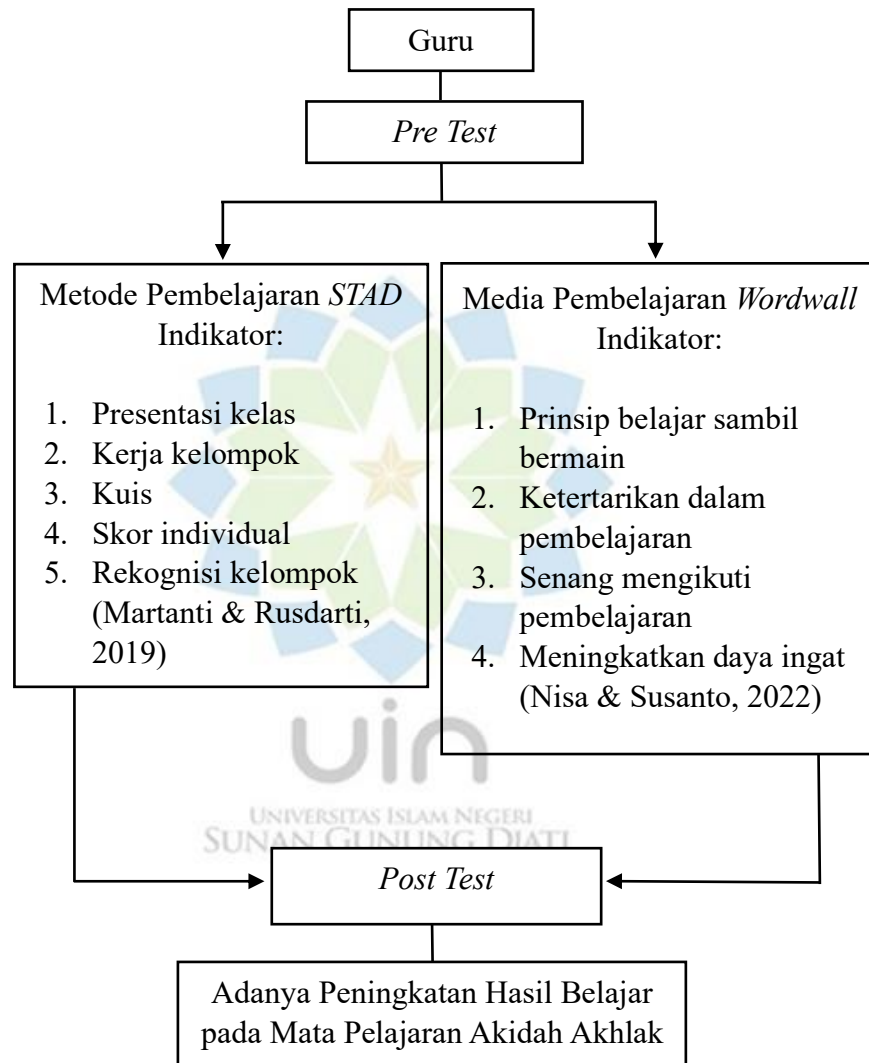 Guru
Pre Test
Metode Pembelajaran STAD
Indikator:
1. Presentasi kelas
2. Kerja kelompok
3. Kuis
4. Skor individual
5. Rekognisi kelompok
(Martanti & Rusdarti,
2019)
Media Pembelajaran Wordwall
Indikator:
1. Prinsip belajar sambil
bermain
2. Ketertarikan dalam
pembelajaran
3. Senang mengikuti
pembelajaran
4. Meningkatkan daya ingat
(Nisa & Susanto, 2022)
uin
UNIVERSITAS ISLAM NEGERI
SUNAN GUNUNG DJATI
Post Test
Adanya Peningkatan Hasil Belajar
pada Mata Pelajaran Akidah Akhlak